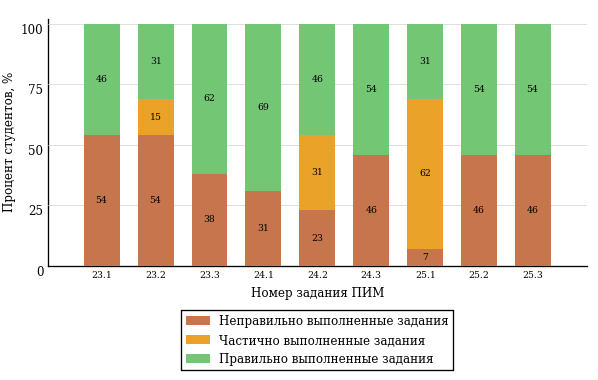 Процент студентов, %
100
75
50
25
0
46 31 62 69 46 54 31 54 54
15 31 62
54 54 38 31 23 46 7 46 46
23.1 23.2 23.3 24.1 24.2 24.3 25.1 25.2 25.3
Номер задания ПИМ
Неправильно выполненные задания
Частично выполненные задания
Правильно выполненные задания